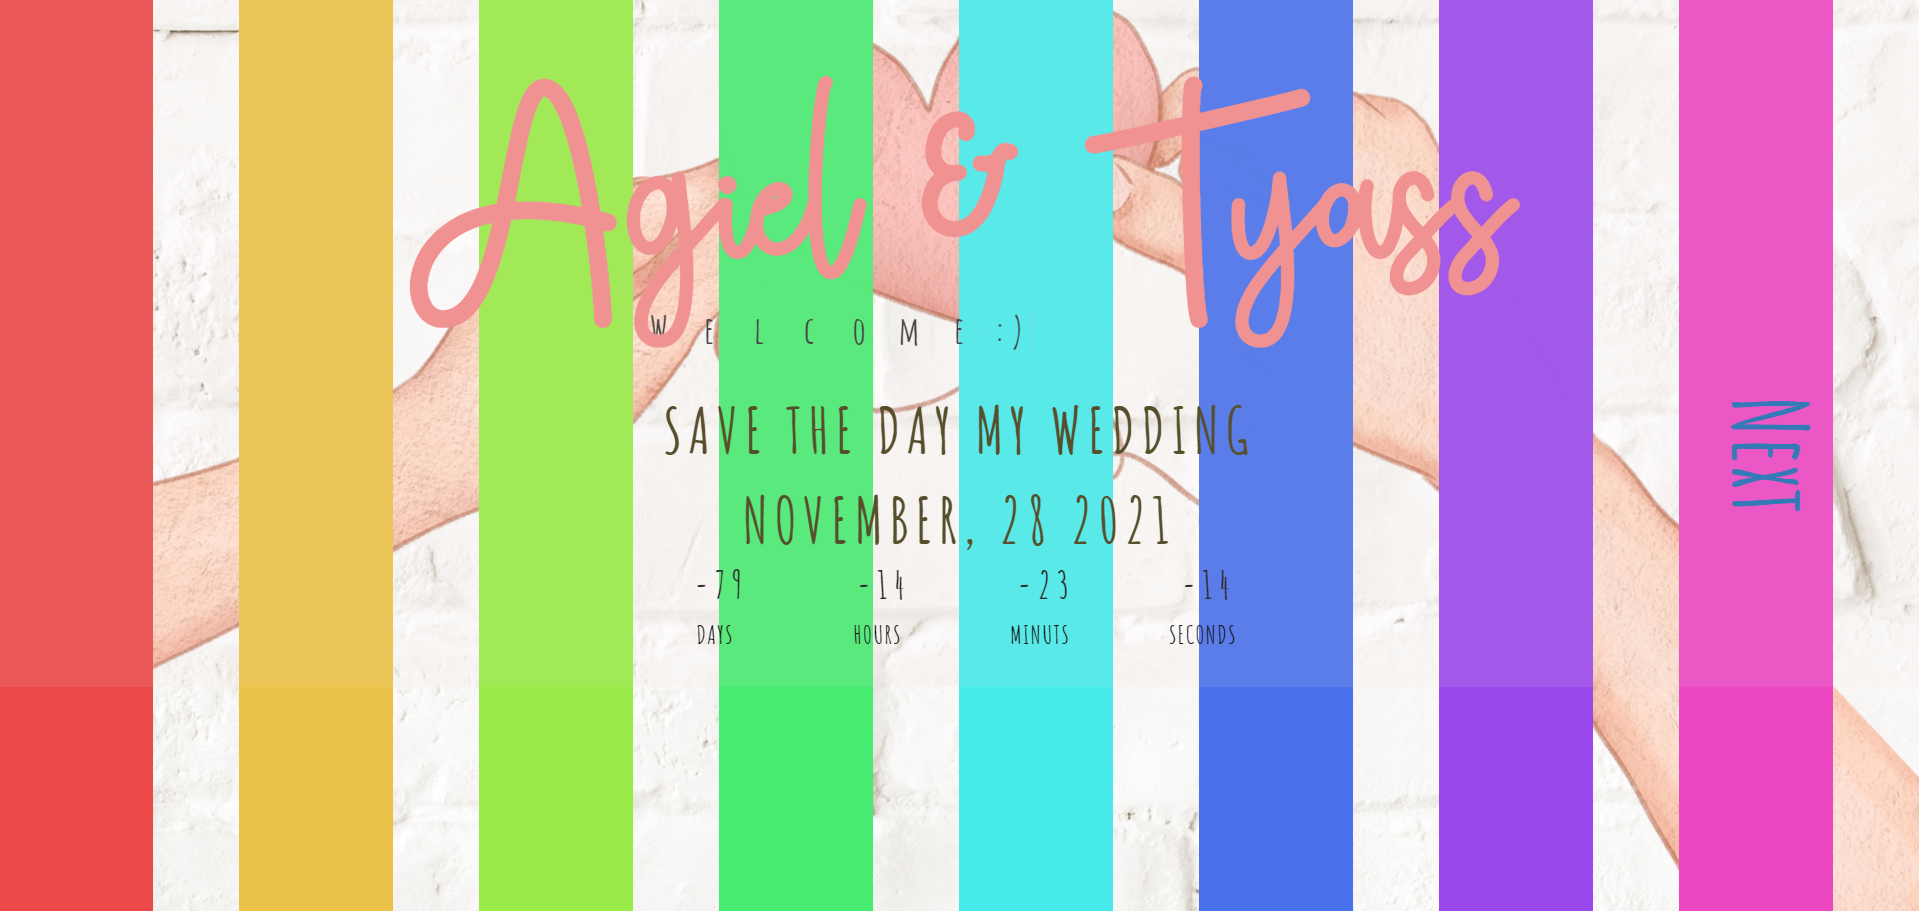 Agiel & Tyass
W E L C O M E :)
SAVE THE DAY MY WEDDING
NOVEMBER, 28 2021
-79 -14 -23 -14
DAYS HOURS MINUTS SECONDS
NEXT